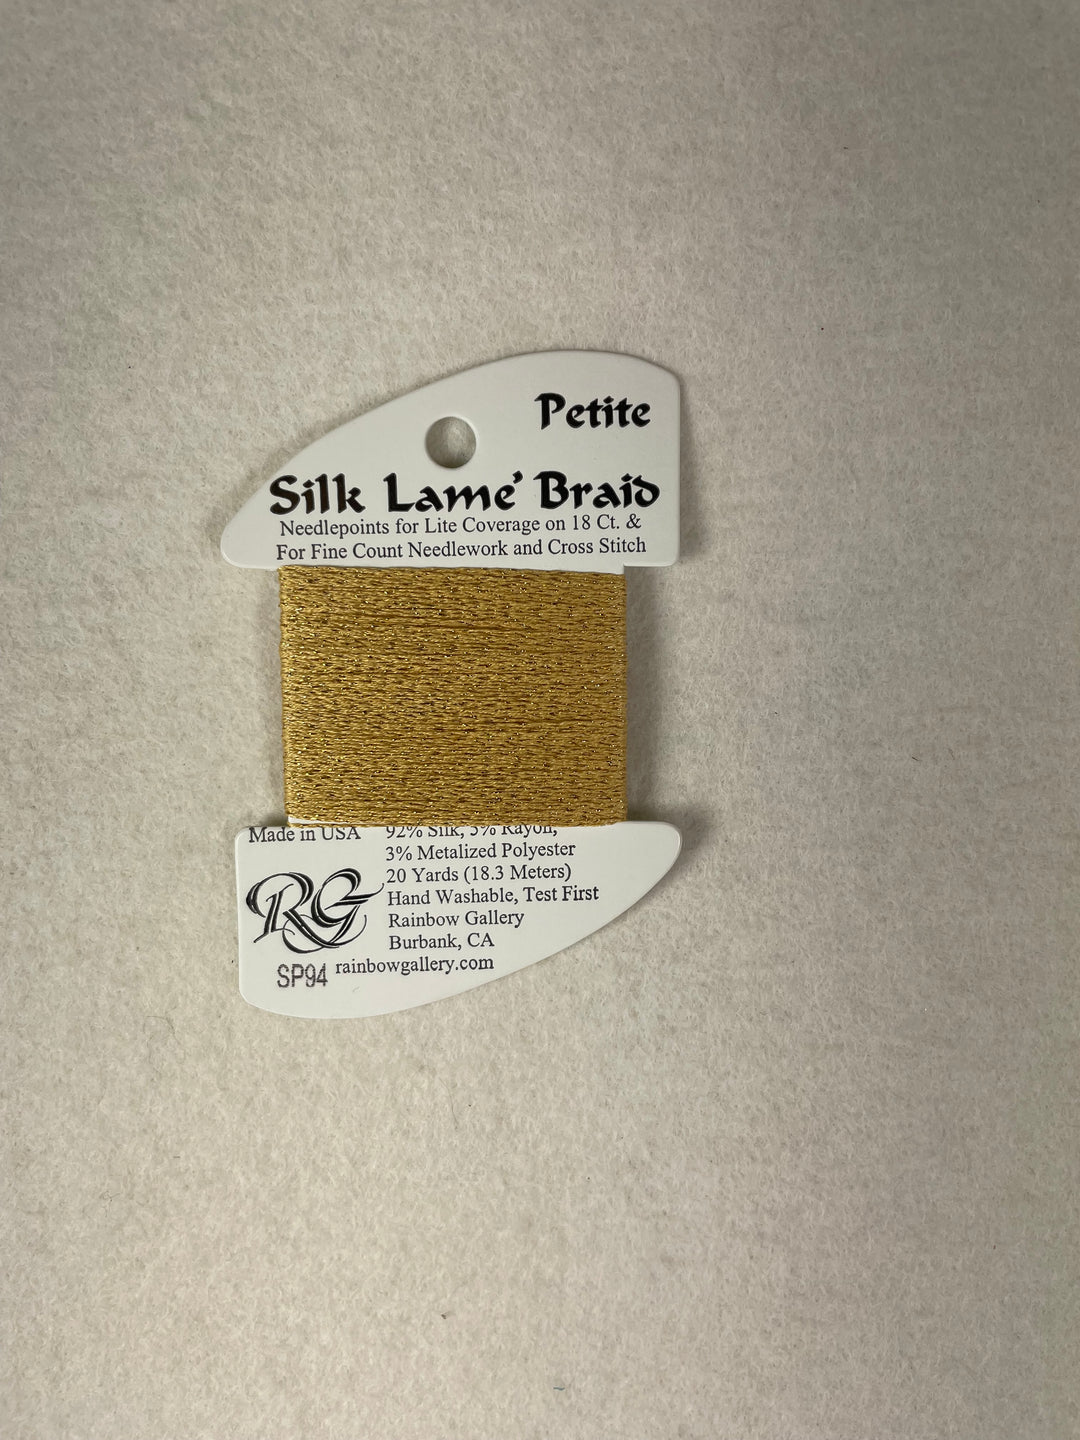 Petite
Silk Lame' Braid
Needlepoints for Lite Coverage on 18 Ct. &
For Fine Count Needlework and Cross Stitch
Made in USA
92% Silk, 5% Rayon,
3% Metalized Polyester
20 Yards (18.3 Meters)
Hand Washable, Test First
Rainbow Gallery
Burbank, CA
rainbowgallery.com
RG
SP94